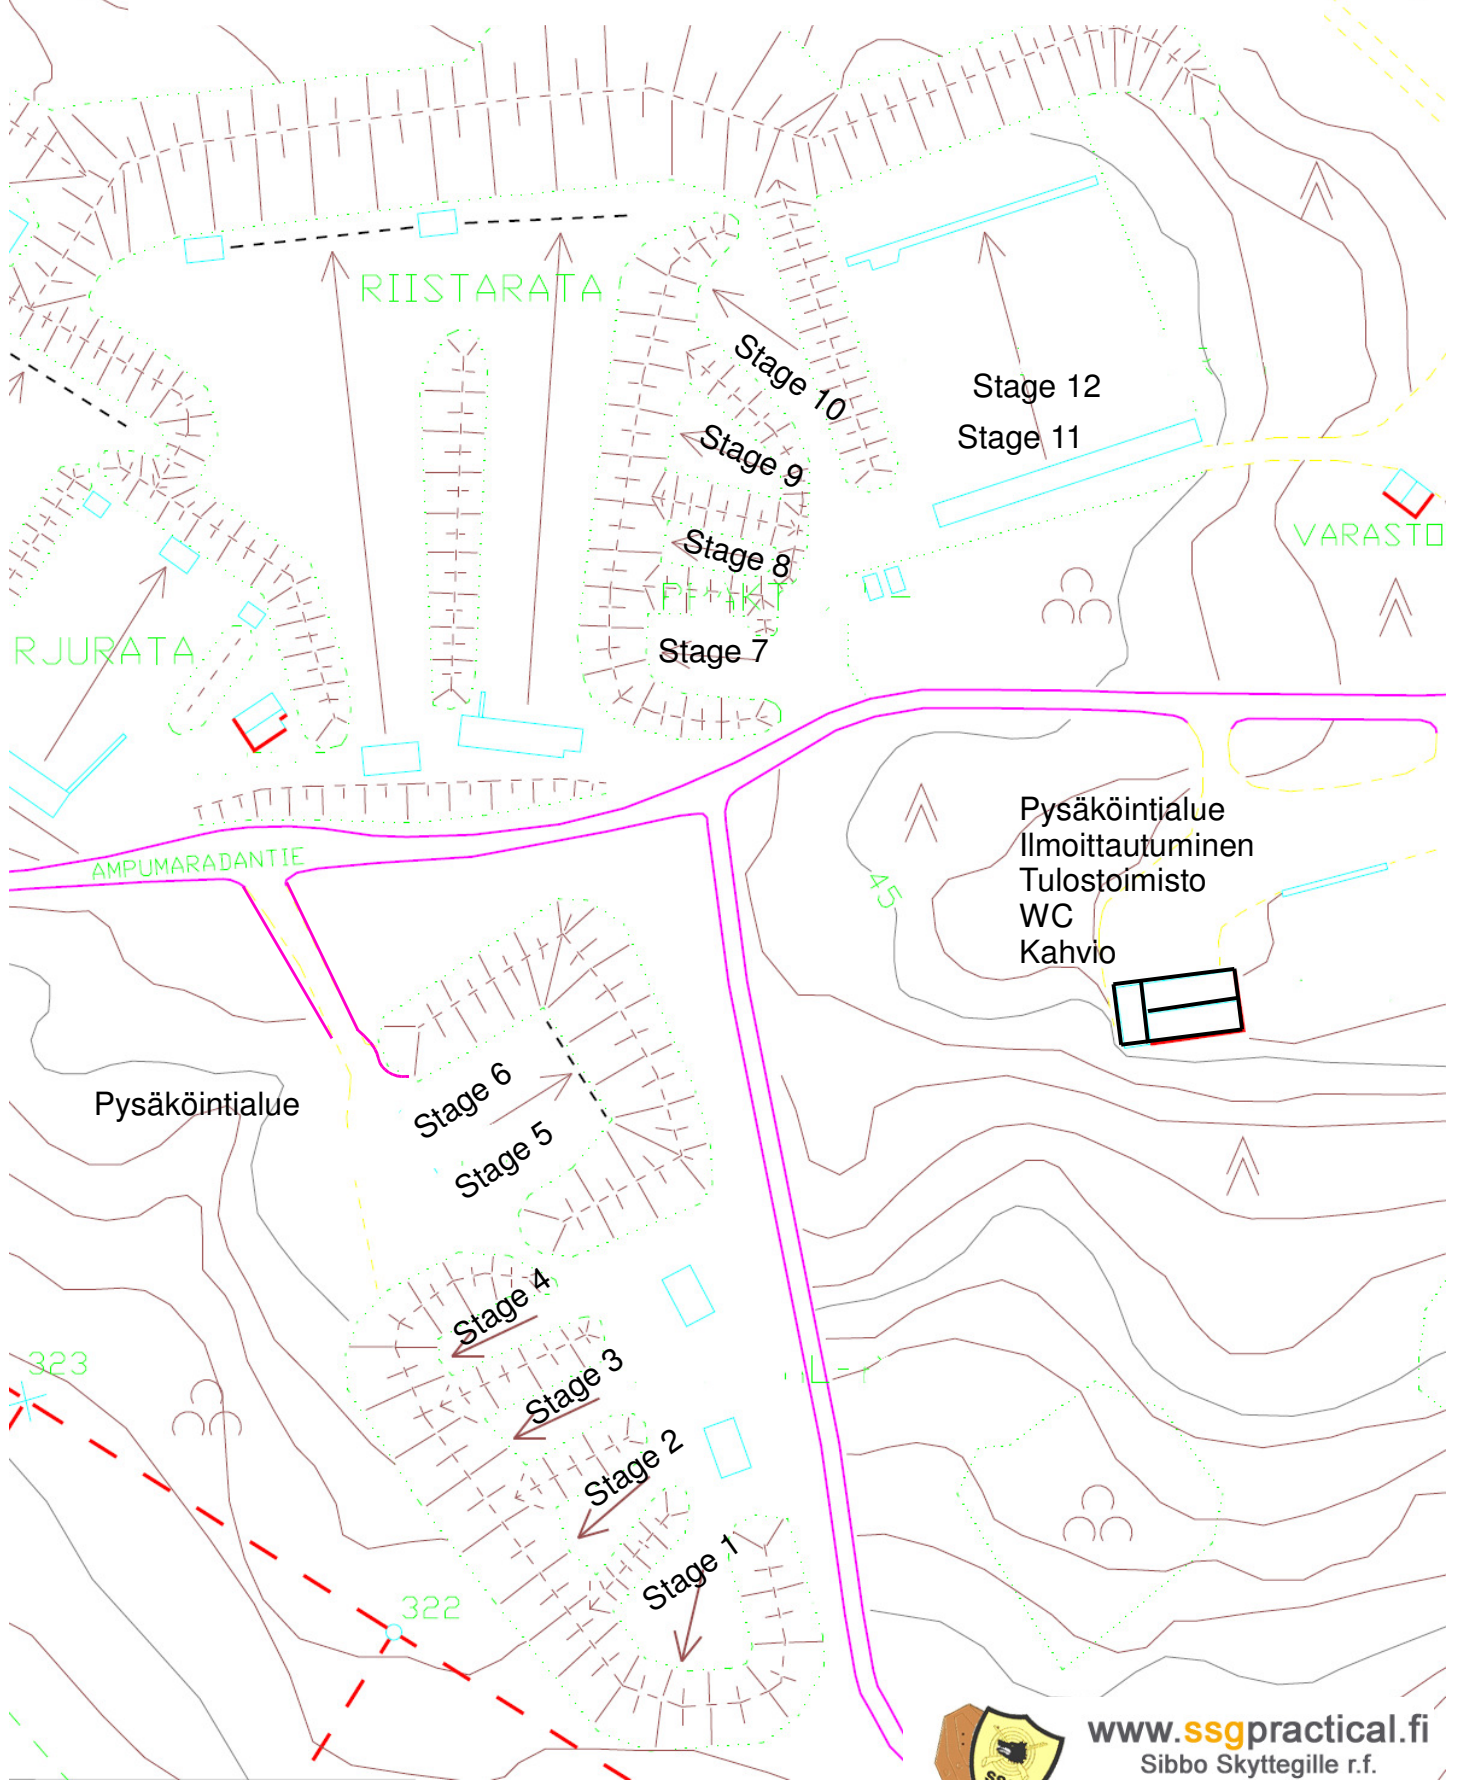 RIISTARATA
Stage 10
Stage 12
Stage 11
Stage 9
VARASTO
Stage 8
Stage 7
RJURATA
Pysäköintialue
Ilmoittautuminen
Tulostoimisto
WC
Kahvio
AMPUMARADANTIE
45
Stage 6
Pysäköintialue
Stage 5
Stage 4
323
Stage 3
Stage 2
Stage 1
322
www.ssgpractical.fi
Sibbo Skyttegille r.f.